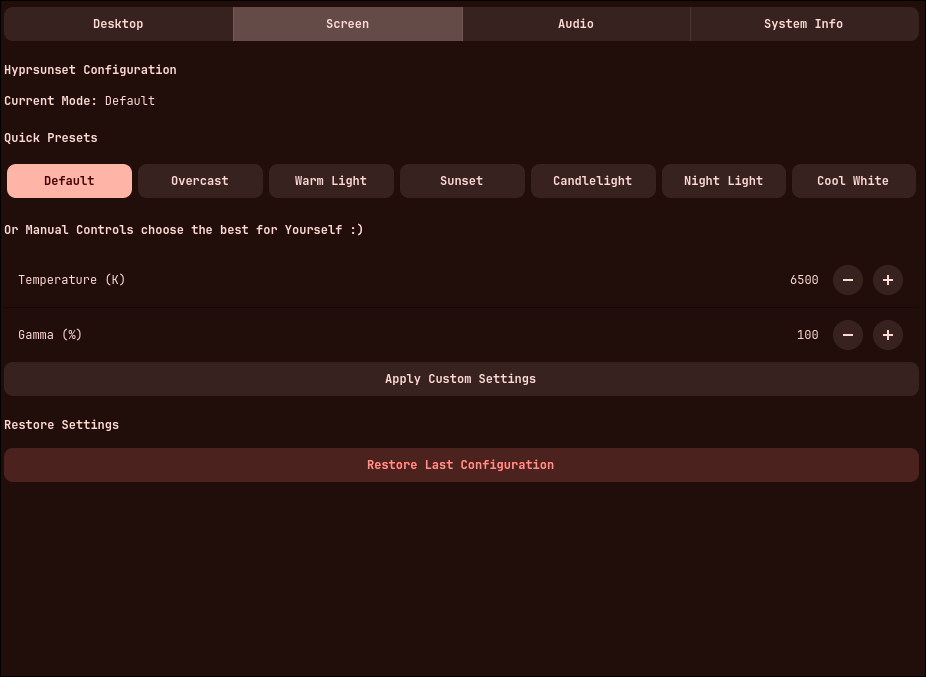 Desktop Screen Audio System Info
Hyprsunset Configuration
Current Mode: Default
Quick Presets
Default Overcast Warm Light Sunset Candlelight Night Light Cool White
Or Manual Controls choose the best for Yourself :)
Temperature (K) 6500 − +
Gamma (%) 100 − +
Apply Custom Settings
Restore Settings
Restore Last Configuration